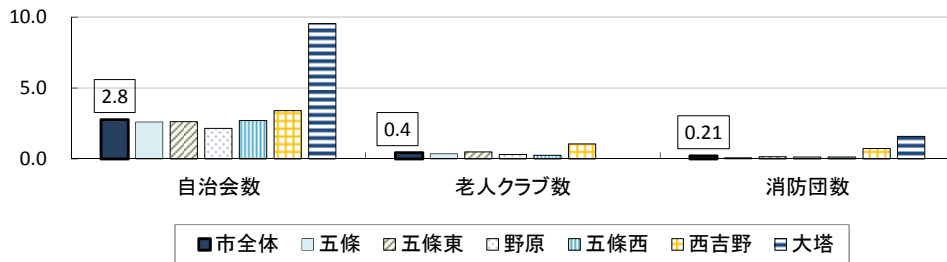 10.0
5.0
0.0
2.8
0.4
0.21
自治会数
老人クラブ数
消防団数
市全体 五條 五條東 野原 五條西 西吉野 大塔